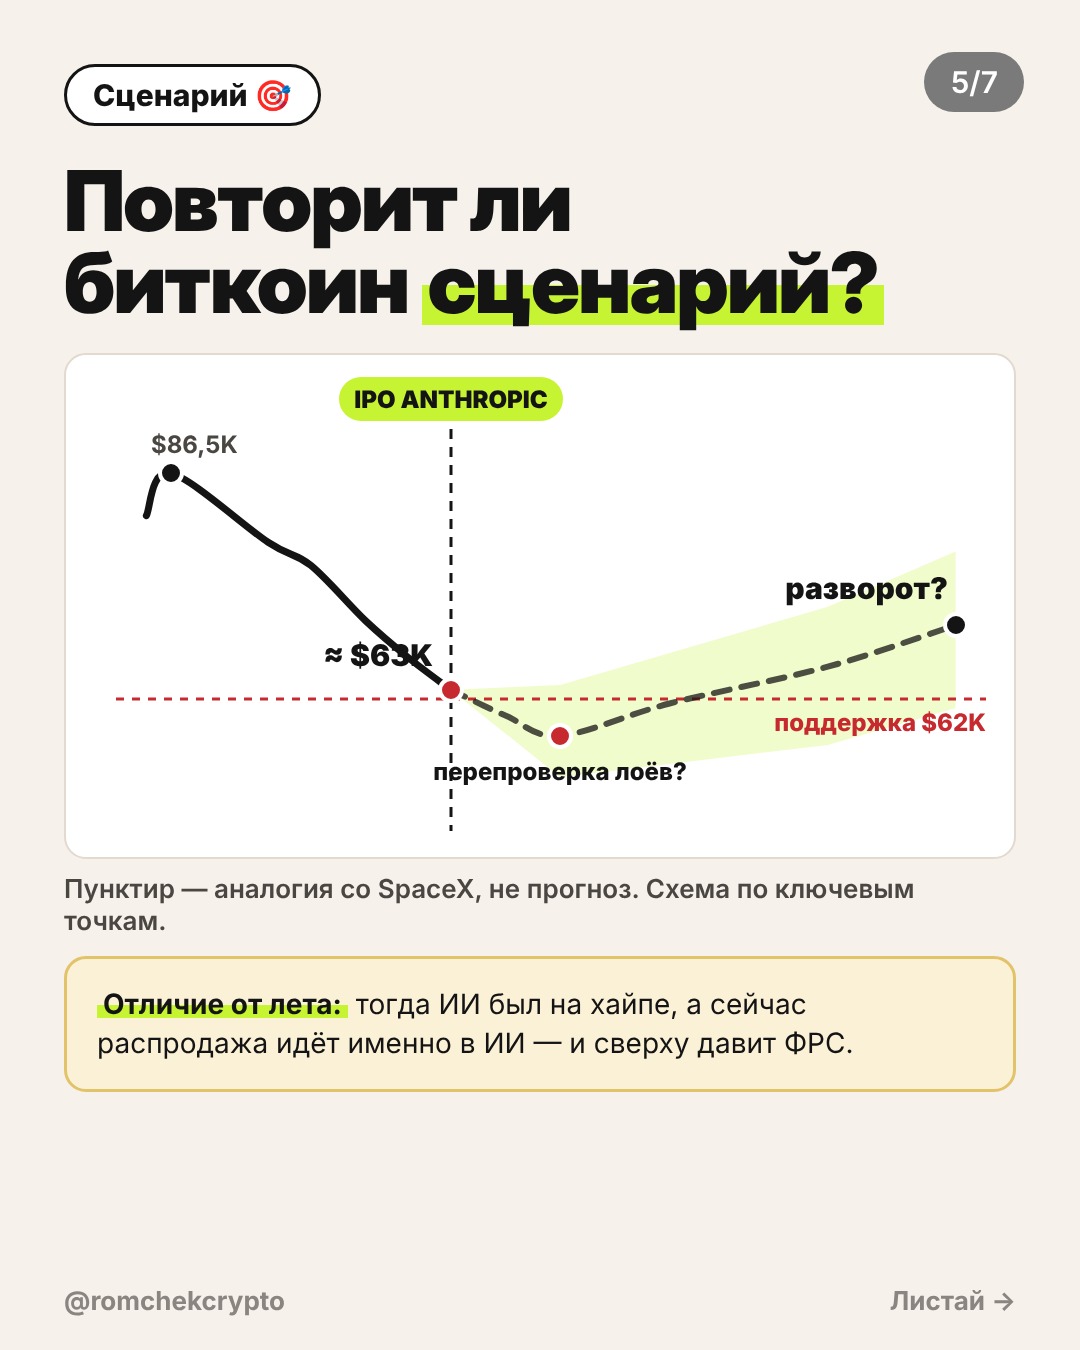 Сценарий 🎯
5/7
Повторит ли
биткоин сценарий?
IPO ANTHROPIC
$86,5K
разворот?
≈ $63K
поддержка $62K
перепроверка лоёв?
Пунктир — аналогия со SpaceX, не прогноз. Схема по ключевым
точкам.
Отличие от лета: тогда ИИ был на хайпе, а сейчас
распродажа идёт именно в ИИ — и сверху давит ФРС.
@romchekcrypto
Листай →